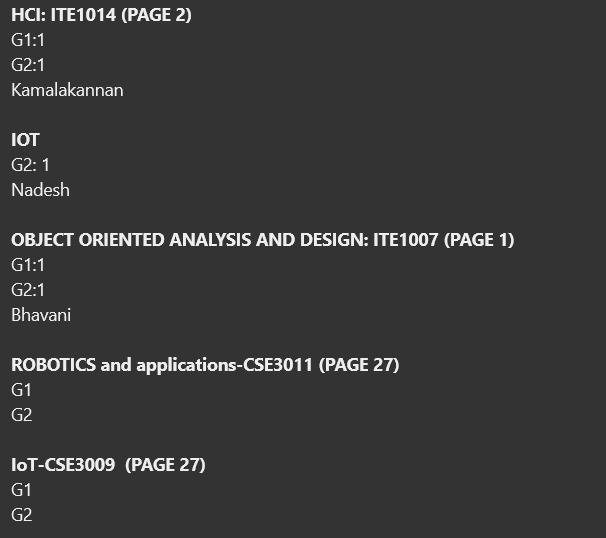 HCI: ITE1014 (PAGE 2)
G1:1
G2:1
Kamalakannan
IOT
G2: 1
Nadesh
OBJECT ORIENTED ANALYSIS AND DESIGN: ITE1007 (PAGE 1)
G1:1
G2:1
Bhavani
ROBOTICS and applications-CSE3011 (PAGE 27)
G1
G2
IoT-CSE3009  (PAGE 27)
G1
G2